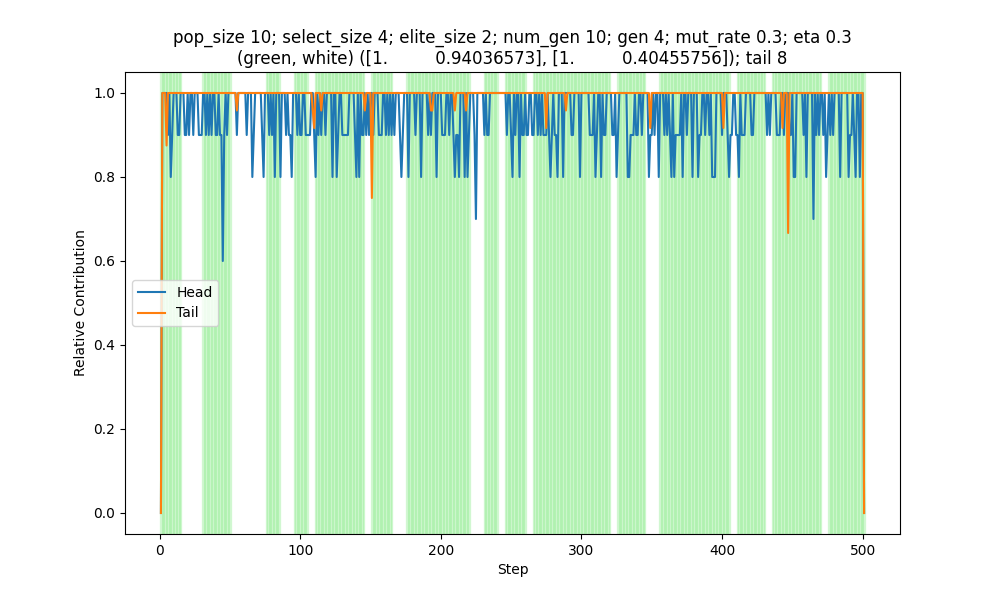 pop_size 10; select_size 4; elite_size 2; num_gen 10; gen 4; mut_rate 0.3; eta 0.3
(green, white) ([1. 0.94036573], [1. 0.40455756]); tail 8
1.0
0.8
0.6
0.4
0.2
0.0
Relative Contribution
Head
Tail
0 100 200 300 400 500
Step